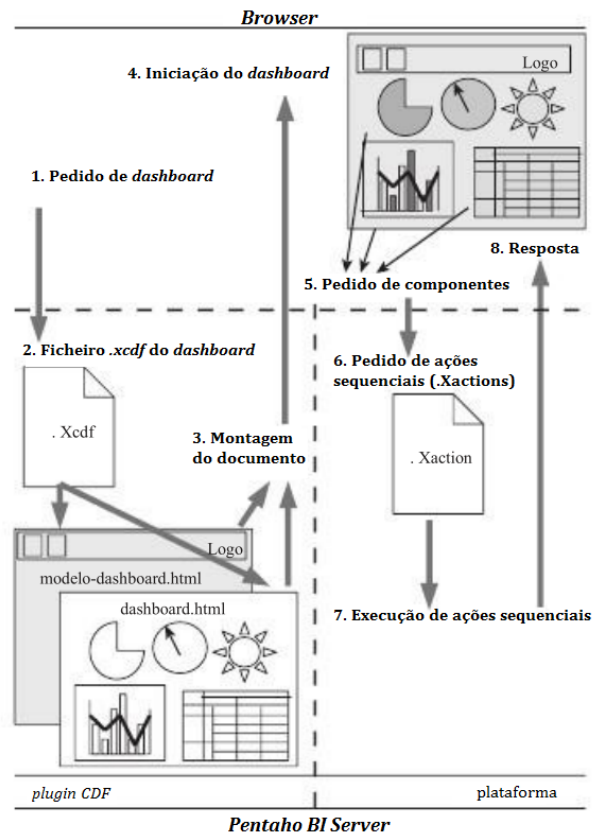 Browser
4. Iniciação do dashboard
Logo
1. Pedido de dashboard
8. Resposta
5. Pedido de componentes
2. Ficheiro .xcdf do dashboard
6. Pedido de ações
sequenciais (.Xactions)
. Xcdf
3. Montagem
do documento
. Xaction
Logo
modelo-dashboard.html
dashboard.html
7. Execução de ações sequenciais
plugin CDF
plataforma
Pentaho BI Server